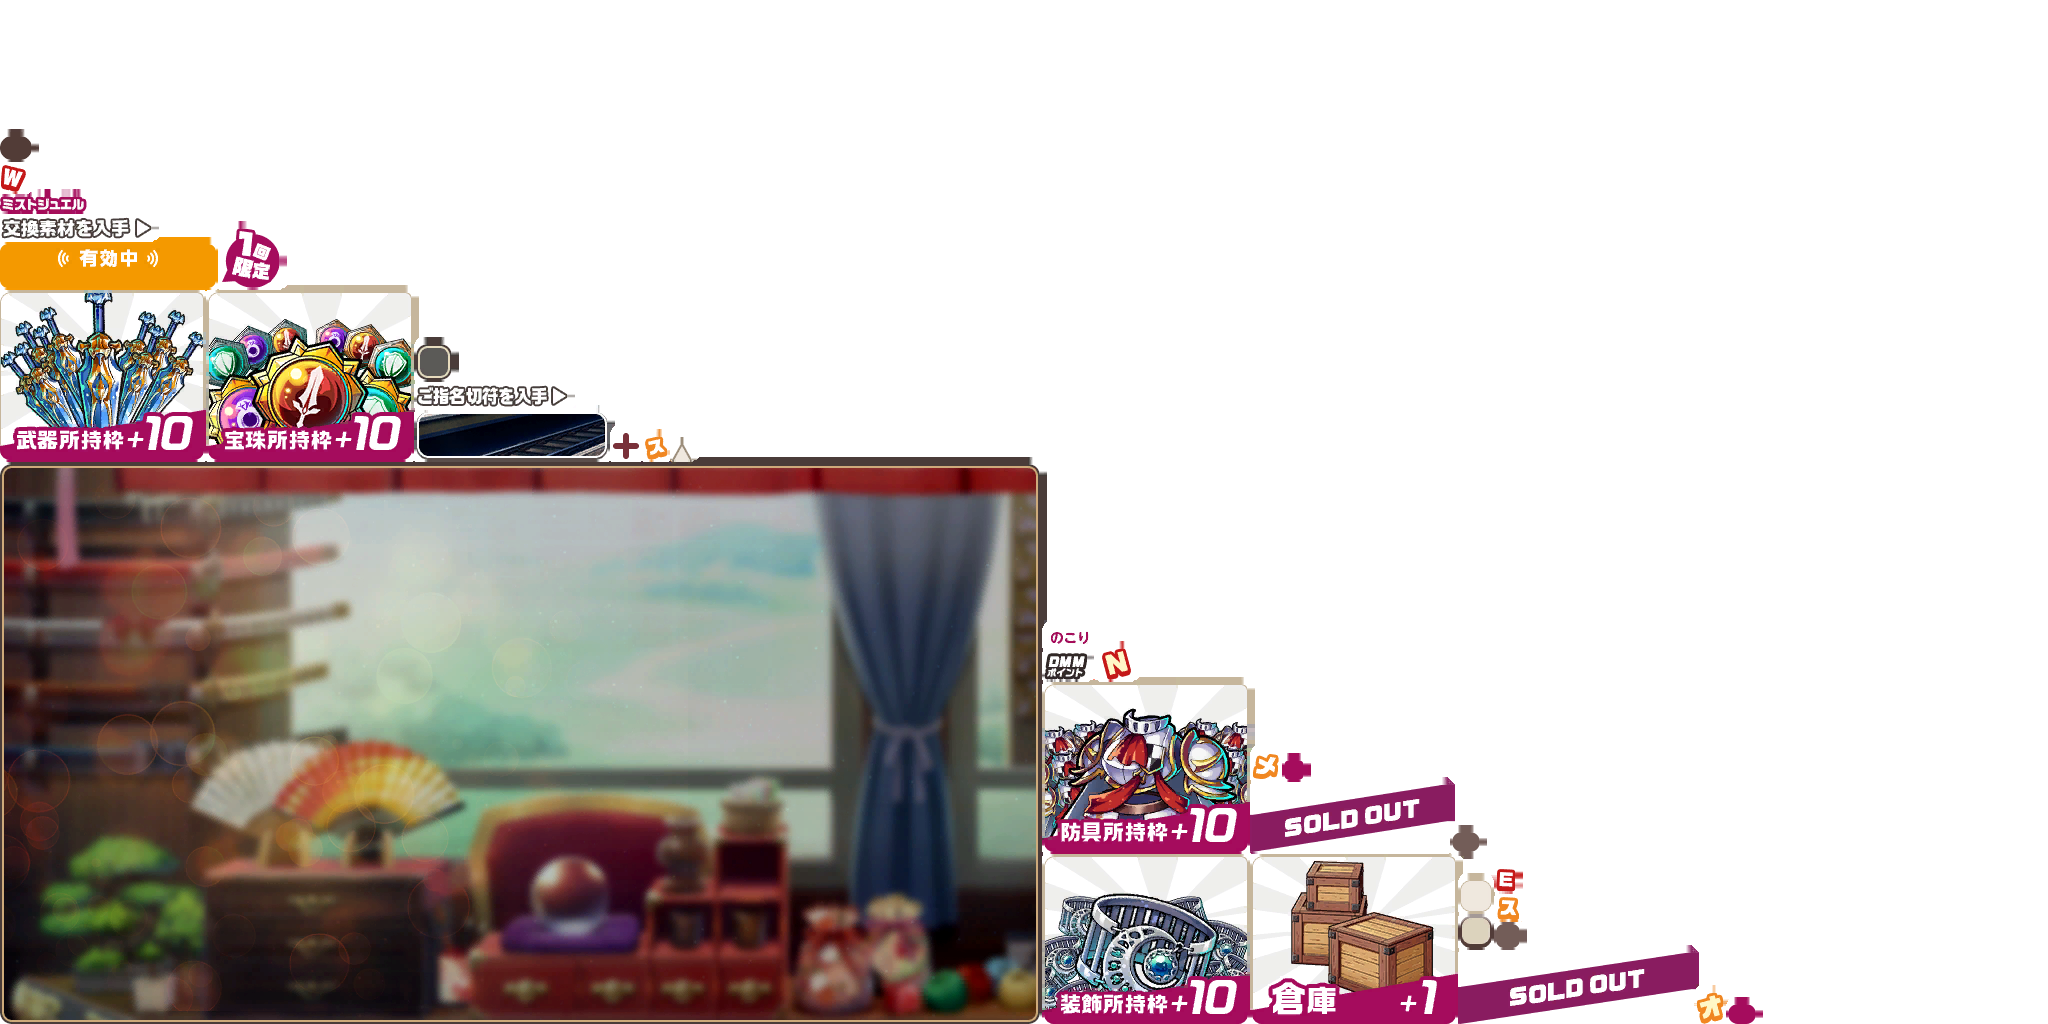 W
ミストジュエル
交換素材を入手
有効中
1回
限定
武器所持枠+10
宝珠所持枠+10
ご指名切符を入手
ス
のこり
DMM
ポイント
N
防具所持枠+10
メ
SOLD OUT
装飾所持枠+10
倉庫 +1
E
ス
SOLD OUT
オ